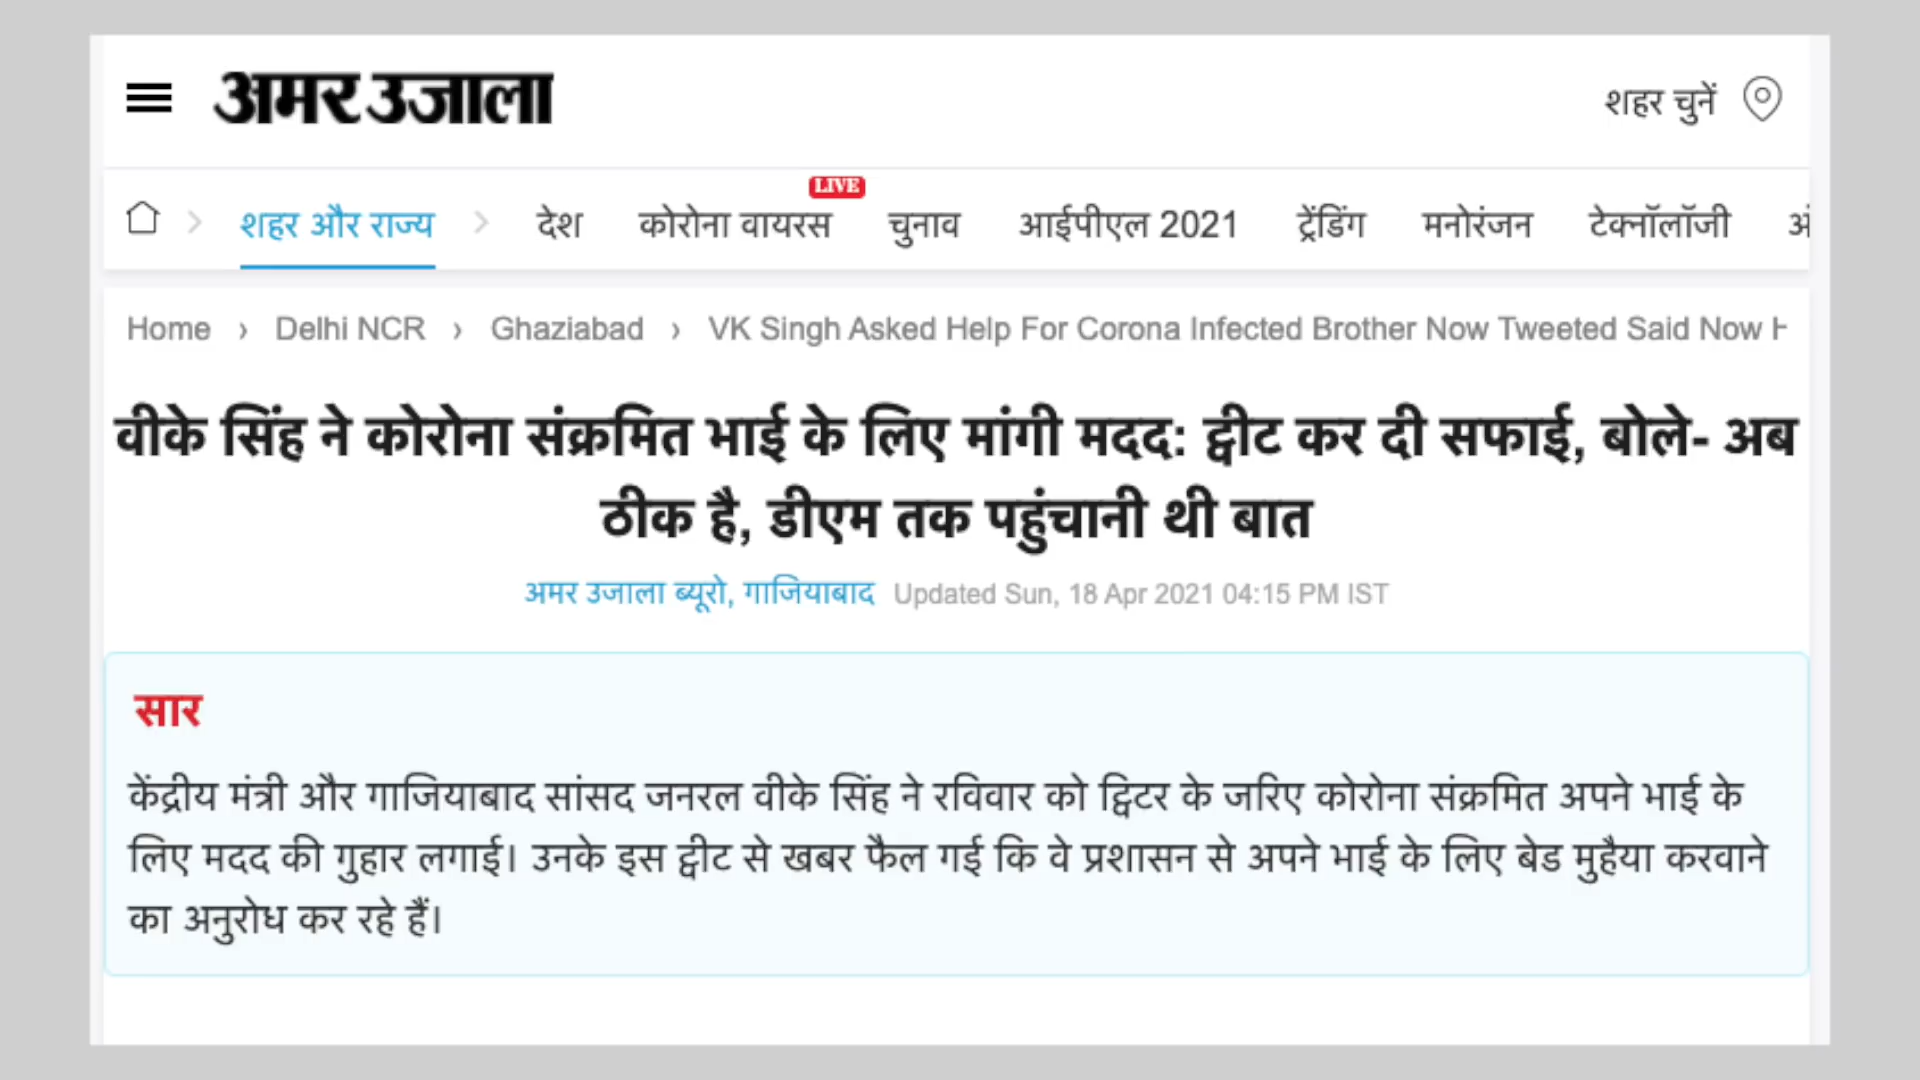 अमर उजाला
शहर चुनें
LIVE
शहर और राज्य देश कोरोना वायरस चुनाव आईपीएल 2021 ट्रेंडिंग मनोरंजन टेक्नॉलॉजी
Home › Delhi NCR › Ghaziabad › VK Singh Asked Help For Corona Infected Brother Now Tweeted Said Now H
वीके सिंह ने कोरोना संक्रमित भाई के लिए मांगी मदद: ट्वीट कर दी सफाई, बोले- अब
ठीक है, डीएम तक पहुंचानी थी बात
अमर उजाला ब्यूरो, गाजियाबाद Updated Sun, 18 Apr 2021 04:15 PM IST
सार
केंद्रीय मंत्री और गाजियाबाद सांसद जनरल वीके सिंह ने रविवार को ट्विटर के जरिए कोरोना संक्रमित अपने भाई के
लिए मदद की गुहार लगाई। उनके इस ट्वीट से खबर फैल गई कि वे प्रशासन से अपने भाई के लिए बेड मुहैया करवाने
का अनुरोध कर रहे हैं।